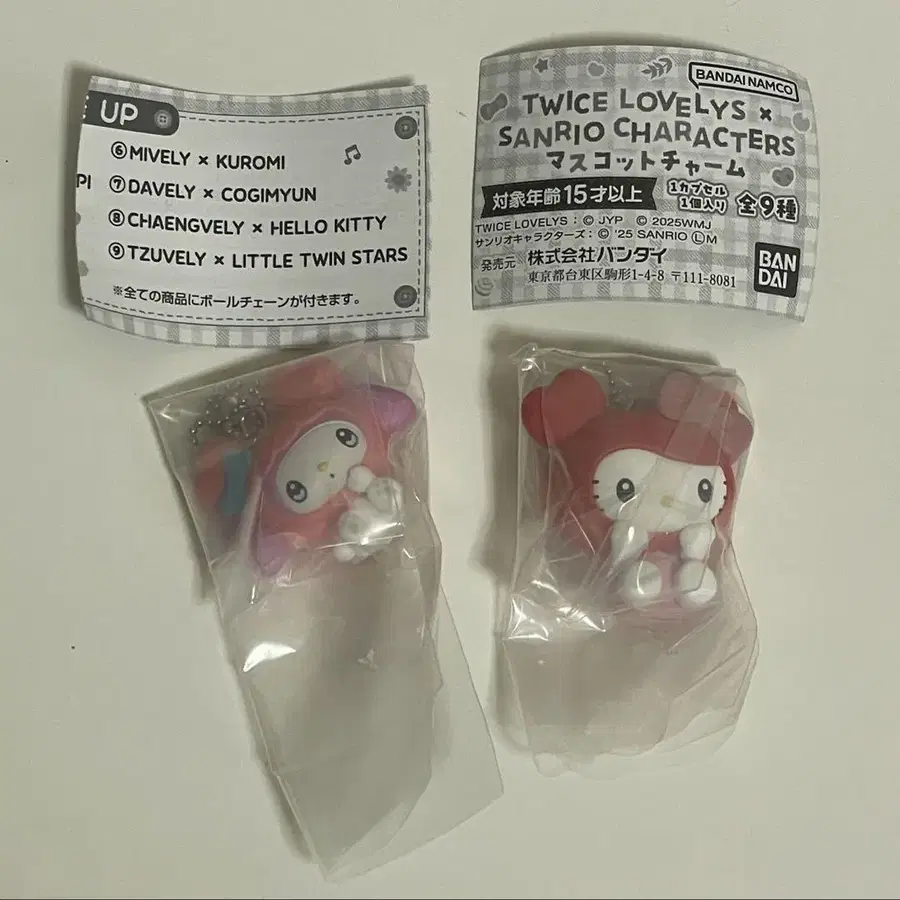 UP
⑥MIVELY × KUROMI
⑦DAVELY × COGIMYUN
⑧CHAENGVELY × HELLO KITTY
⑨TZUVELY × LITTLE TWIN STARS
※全ての商品にボールチェーンが付きます。
BANDAI NAMCO
TWICE LOVELYS ×
SANRIO CHARACTERS
マスコットチャーム
対象年齢15才以上
1カプセル
1個入り
全9種
TWICE LOVELYS : © JYP © 2025WMJ
サンリオキャラクターズ : © '25 SANRIO ⓁM
発売元 株式会社バンダイ
東京都台東区駒形1-4-8 〒111-8081
BAN
DAI